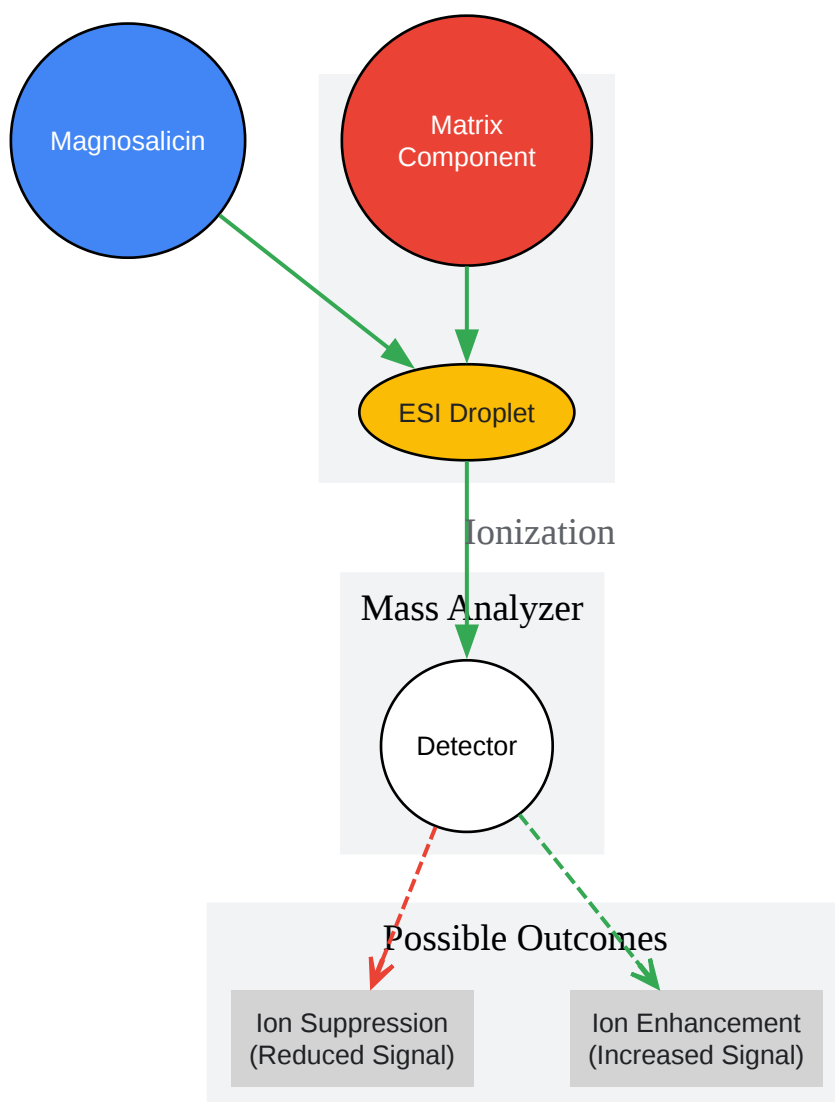 Magnosalicin
Matrix
Component
ESI Droplet
Ionization
Mass Analyzer
Detector
Possible Outcomes
Ion Suppression
(Reduced Signal)
Ion Enhancement
(Increased Signal)